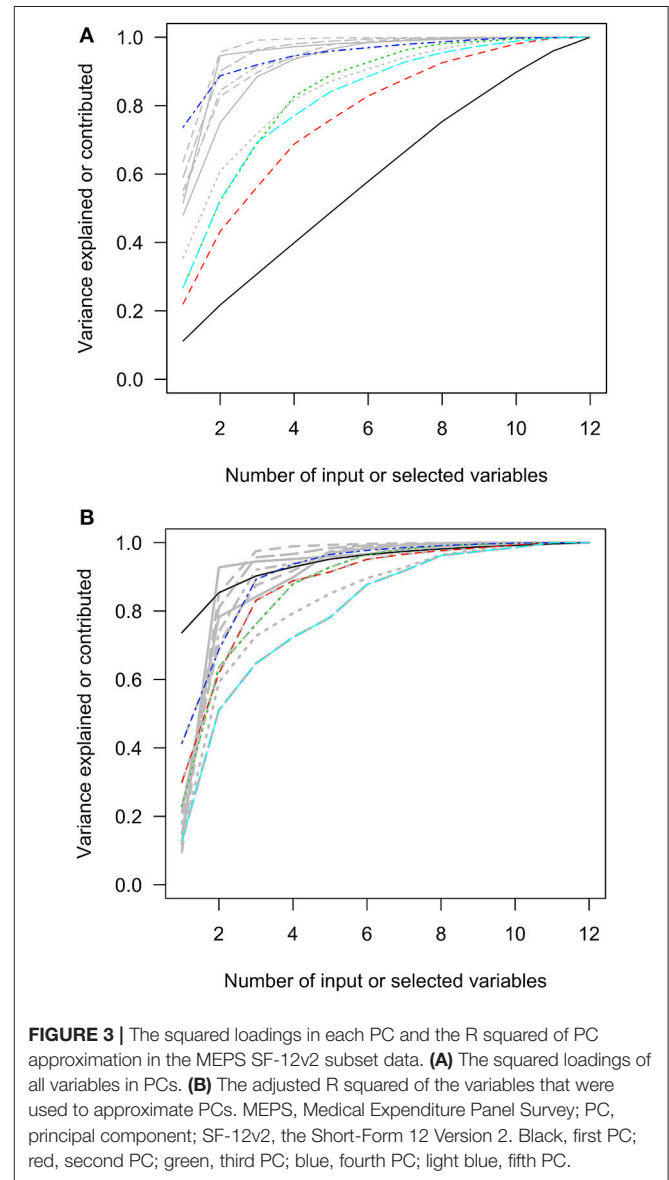 A
1.0
0.8
0.6
0.4
0.2
0.0
Variance explained or contributed
2 4 6 8 10 12
Number of input or selected variables
B
1.0
0.8
0.6
0.4
0.2
0.0
Variance explained or contributed
2 4 6 8 10 12
Number of input or selected variables
FIGURE 3 | The squared loadings in each PC and the R squared of PC
approximation in the MEPS SF-12v2 subset data. (A) The squared loadings of
all variables in PCs. (B) The adjusted R squared of the variables that were
used to approximate PCs. MEPS, Medical Expenditure Panel Survey; PC,
principal component; SF-12v2, the Short-Form 12 Version 2. Black, first PC;
red, second PC; green, third PC; blue, fourth PC; light blue, fifth PC.